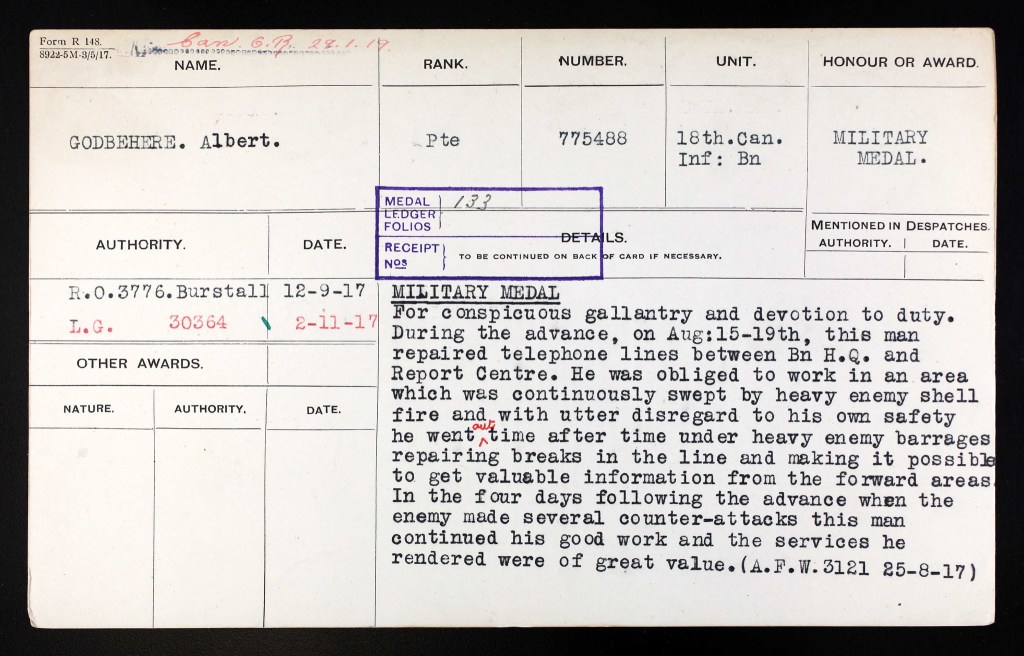 Form R 148.
8922-5M-3/5/17.
Can. G.R. 29.1.19.
NAME.
RANK.
NUMBER.
UNIT.
HONOUR OR AWARD.
GODBEHERE. Albert.
Pte
775488
18th.Can.
Inf: Bn
MILITARY
MEDAL.
MEDAL
LEDGER
FOLIOS
133
RECEIPT
Nos
AUTHORITY.
DATE.
DETAILS.
TO BE CONTINUED ON BACK OF CARD IF NECESSARY.
MENTIONED IN DESPATCHES.
AUTHORITY.
DATE.
R.O.3776.Burstall 12-9-17
L.G. 30364 2-11-17
OTHER AWARDS.
NATURE.
AUTHORITY.
DATE.
MILITARY MEDAL
For conspicuous gallantry and devotion to duty.
During the advance, on Aug:15-19th, this man
repaired telephone lines between Bn H.Q. and
Report Centre. He was obliged to work in an area
which was continuously swept by heavy enemy shell
fire and with utter disregard to his own safety
he went out time after time under heavy enemy barrages
repairing breaks in the line and making it possible
to get valuable information from the forward areas.
In the four days following the advance when the
enemy made several counter-attacks this man
continued his good work and the services he
rendered were of great value.(A.F.W.3121 25-8-17)